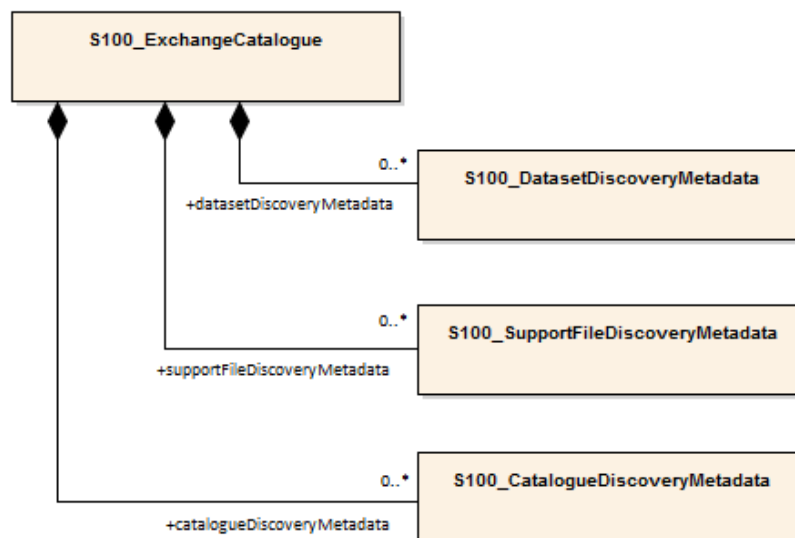 S100_ExchangeCatalogue
0..*
S100_DatasetDiscoveryMetadata
+datasetDiscoveryMetadata
0..*
S100_SupportFileDiscoveryMetadata
+supportFileDiscoveryMetadata
0..*
S100_CatalogueDiscoveryMetadata
+catalogueDiscoveryMetadata